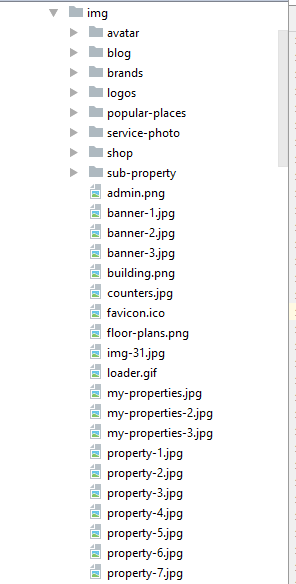 img
avatar
blog
brands
logos
popular-places
service-photo
shop
sub-property
admin.png
banner-1.jpg
banner-2.jpg
banner-3.jpg
building.png
counters.jpg
favicon.ico
floor-plans.png
img-31.jpg
loader.gif
my-properties.jpg
my-properties-2.jpg
my-properties-3.jpg
property-1.jpg
property-2.jpg
property-3.jpg
property-4.jpg
property-5.jpg
property-6.jpg
property-7.jpg